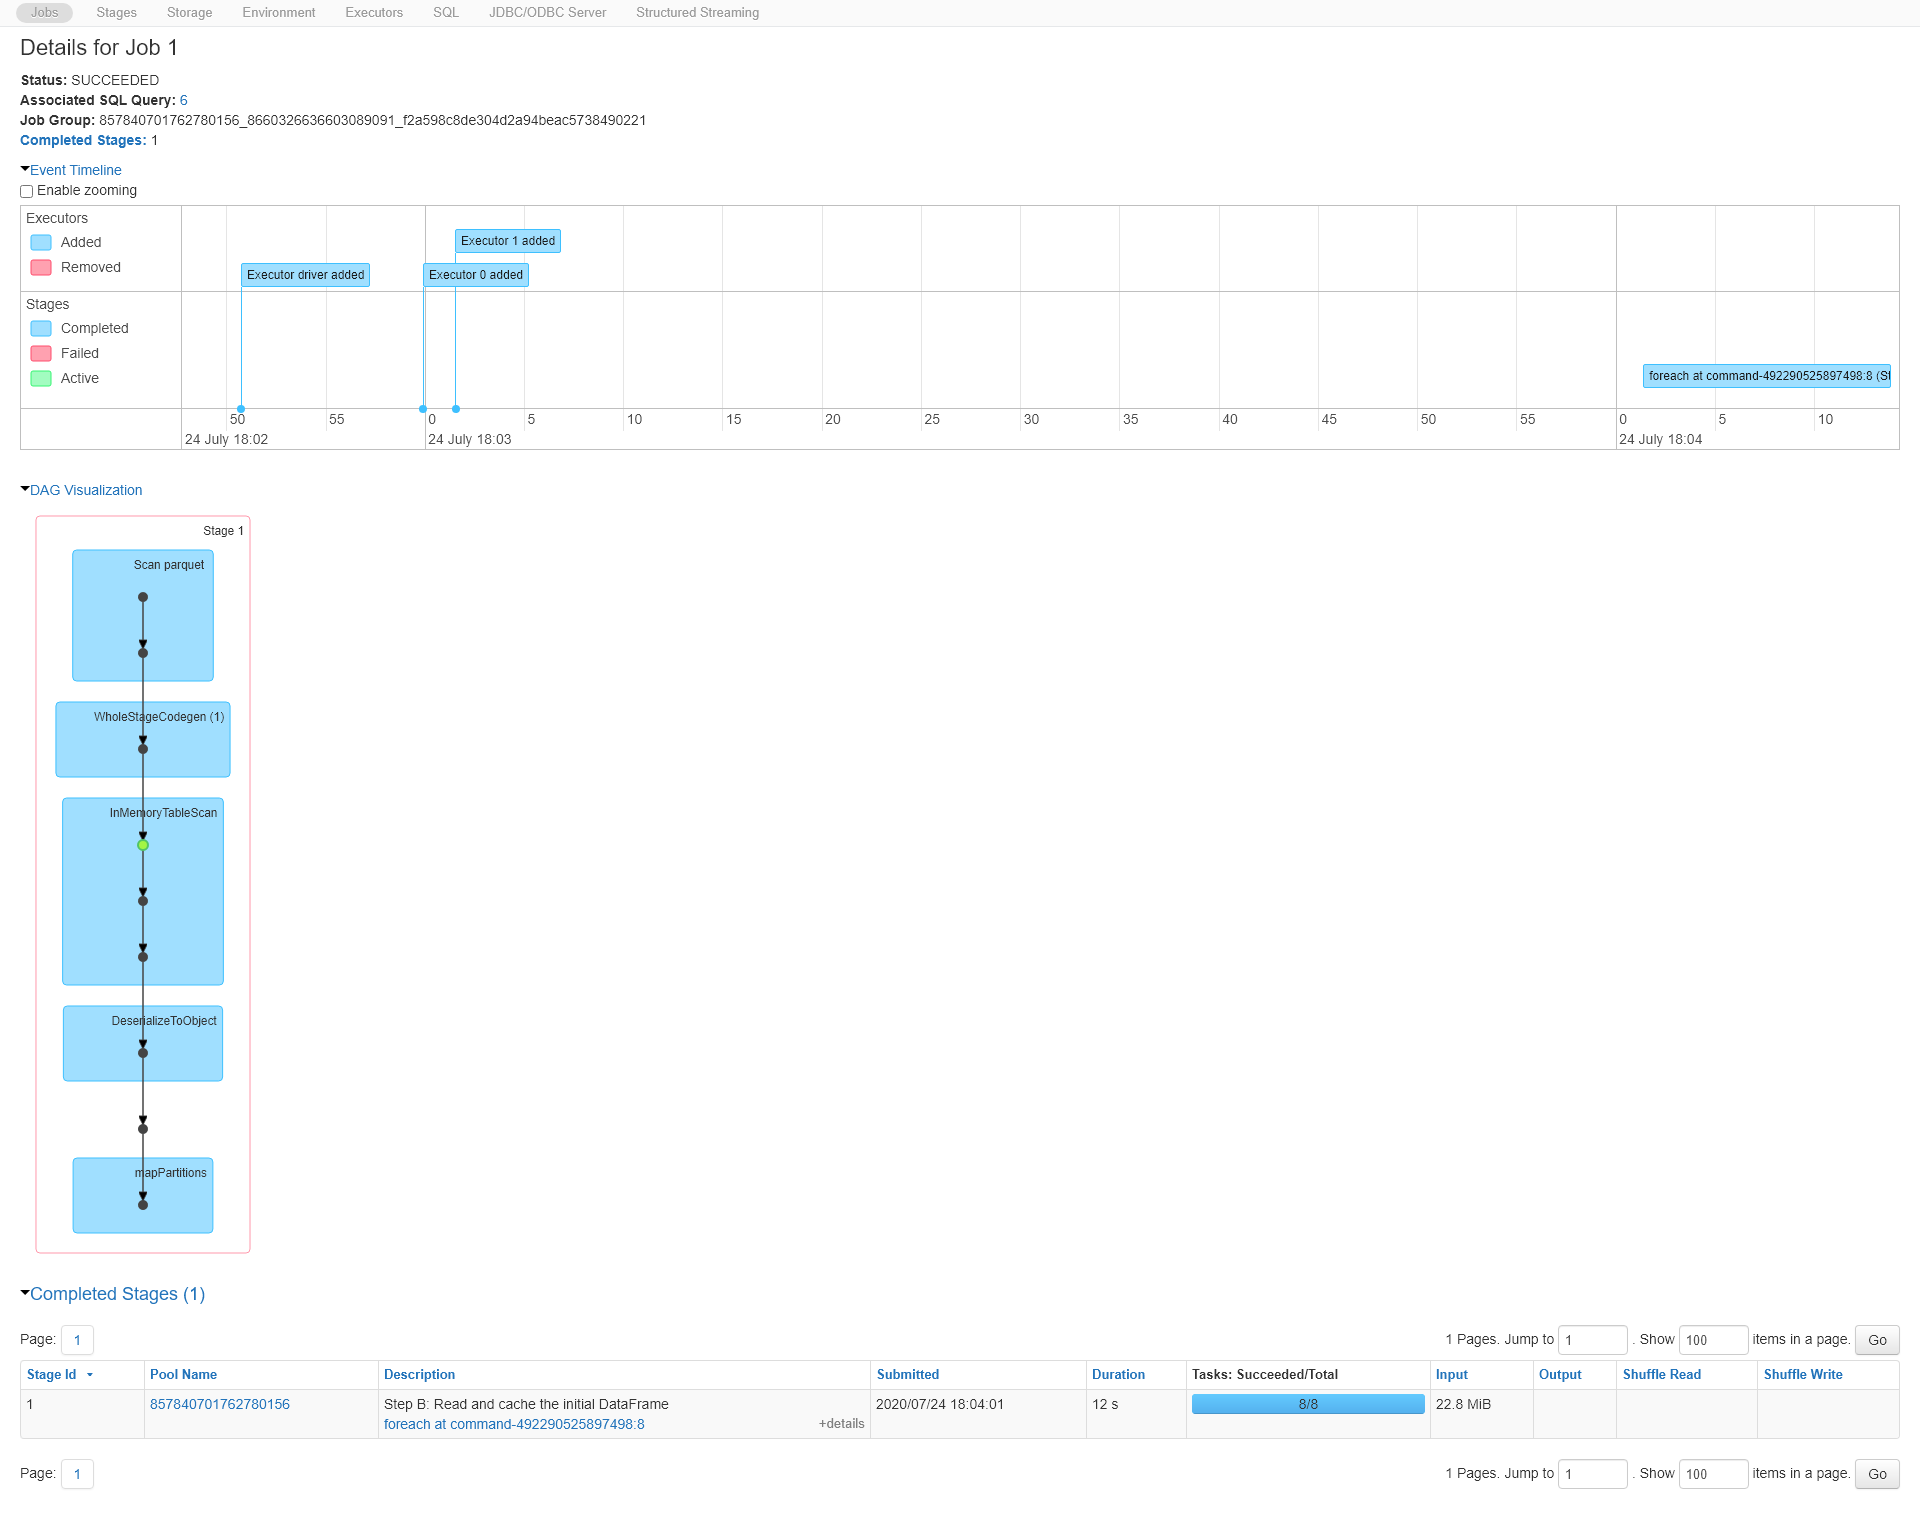 Jobs Stages Storage Environment Executors SQL JDBC/ODBC Server Structured Streaming
Details for Job 1
Status: SUCCEEDED
Associated SQL Query: 6
Job Group: 857840701762780156_8660326636603089091_f2a598c8de304d2a94beac5738490221
Completed Stages: 1
Event Timeline
Enable zooming
Executors
Added
Removed
Executor 1 added
Executor driver added
Executor 0 added
Stages
Completed
Failed
Active
foreach at command-492290525897498:8 (St
50 55 0 5 10 15 20 25 30 35 40 45 50 55 0 5 10
24 July 18:02 24 July 18:03 24 July 18:04
DAG Visualization
Stage 1
Scan parquet
WholeStageCodegen (1)
InMemoryTableScan
DeserializeToObject
mapPartitions
Completed Stages (1)
Page: 1 1 Pages. Jump to 1 . Show 100 items in a page. Go
Stage Id Pool Name Description Submitted Duration Tasks: Succeeded/Total Input Output Shuffle Read Shuffle Write
1 857840701762780156 Step B: Read and cache the initial DataFrame 2020/07/24 18:04:01 12 s 8/8 22.8 MiB
foreach at command-492290525897498:8 +details
Page: 1 1 Pages. Jump to 1 . Show 100 items in a page. Go